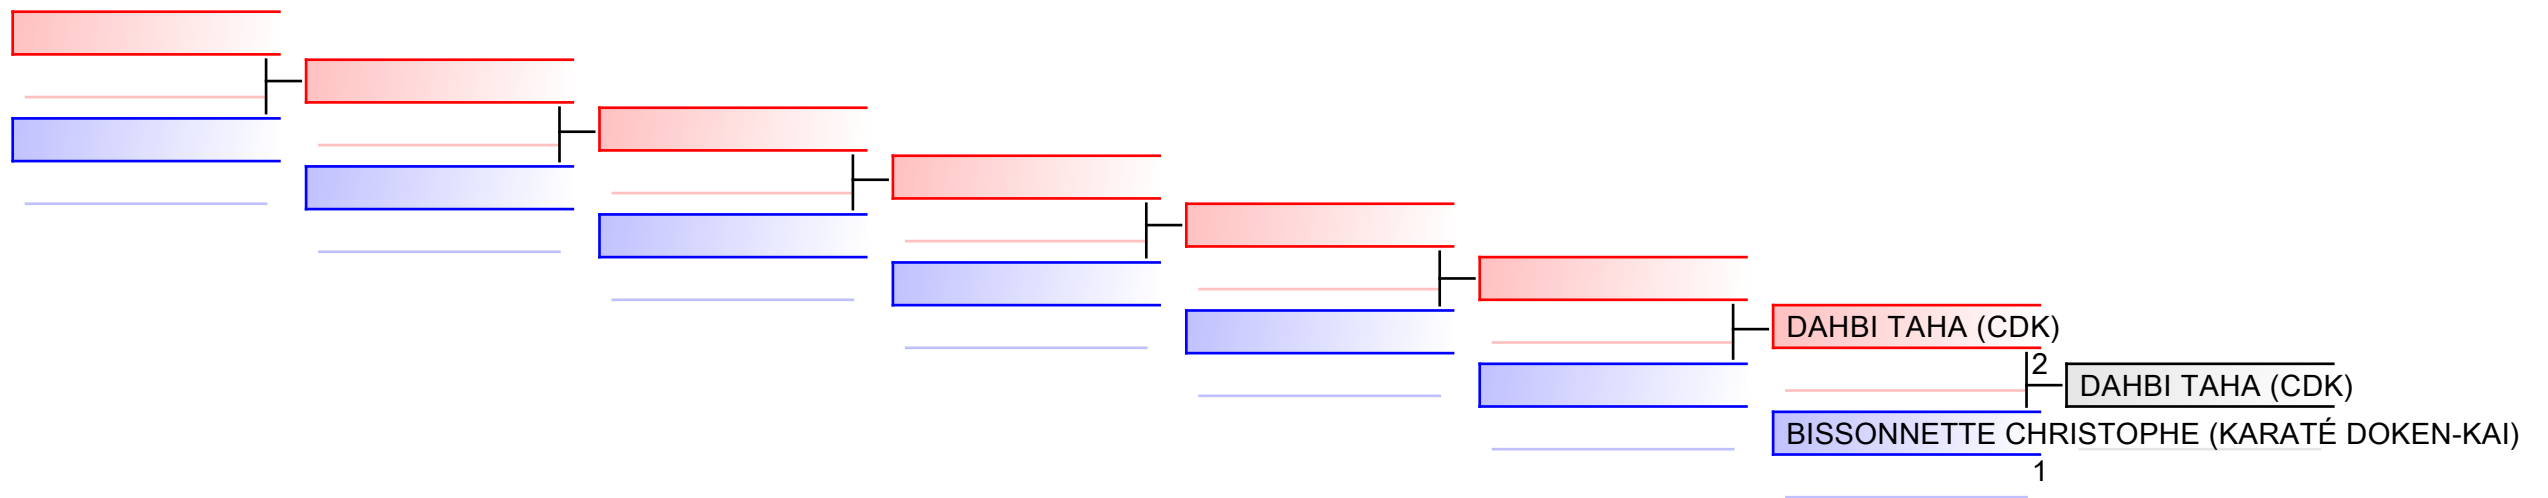 DAHBI TAHA (CDK)
2
DAHBI TAHA (CDK)
BISSONNETTE CHRISTOPHE (KARATÉ DOKEN-KAI)
1